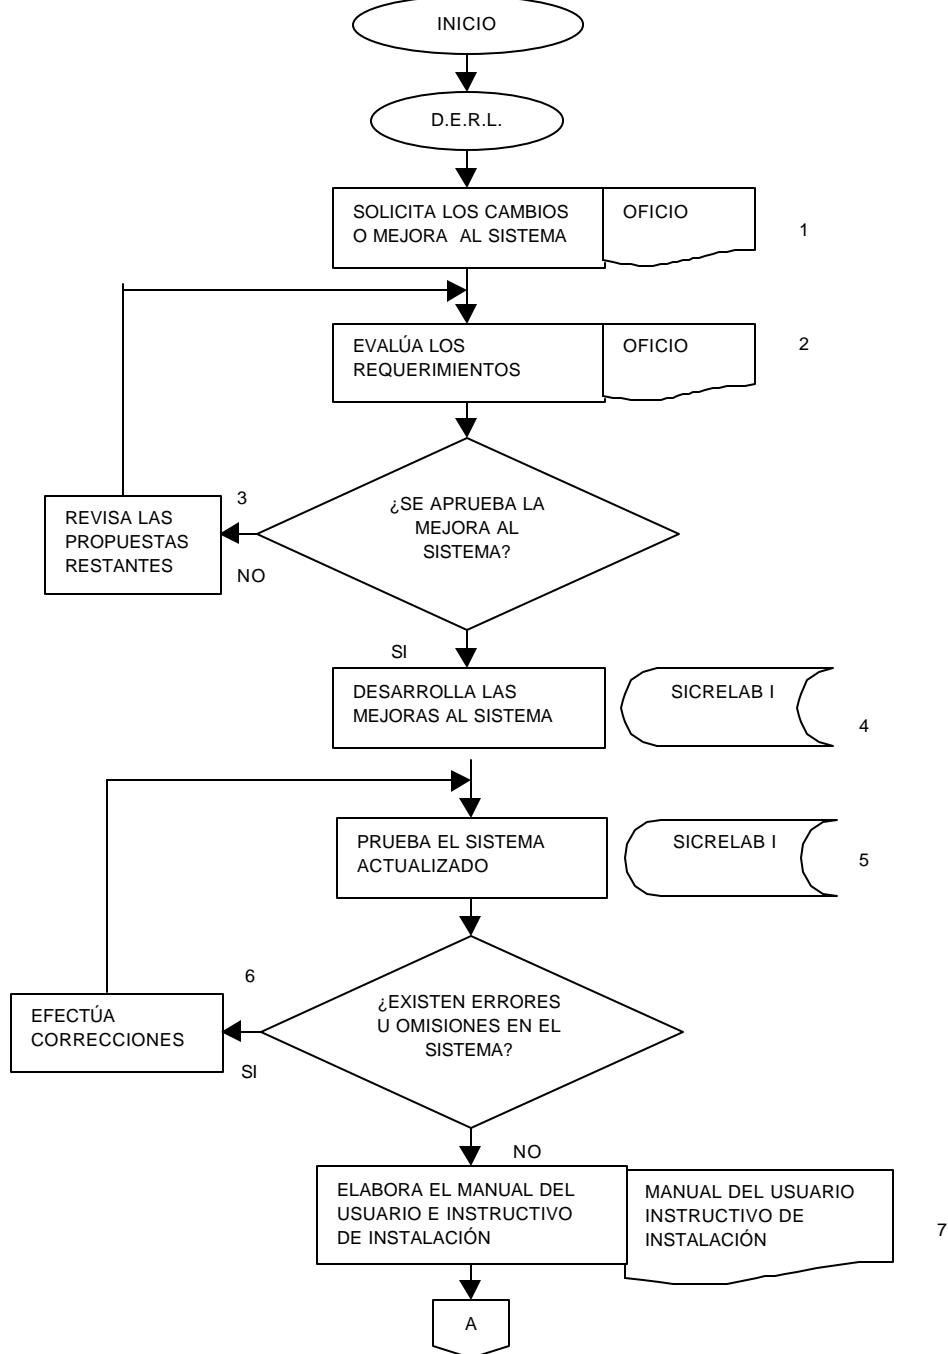 INICIO
D.E.R.L.
SOLICITA LOS CAMBIOS
O MEJORA AL SISTEMA
OFICIO
1
EVALÚA LOS
REQUERIMIENTOS
OFICIO
2
¿SE APRUEBA LA
MEJORA AL
SISTEMA?
3
REVISA LAS
PROPUESTAS
RESTANTES
NO
SI
DESARROLLA LAS
MEJORAS AL SISTEMA
SICRELAB I
4
PRUEBA EL SISTEMA
ACTUALIZADO
SICRELAB I
5
¿EXISTEN ERRORES
U OMISIONES EN EL
SISTEMA?
6
EFECTÚA
CORRECCIONES
SI
NO
ELABORA EL MANUAL DEL
USUARIO E INSTRUCTIVO
DE INSTALACIÓN
MANUAL DEL USUARIO
INSTRUCTIVO DE
INSTALACIÓN
7
A